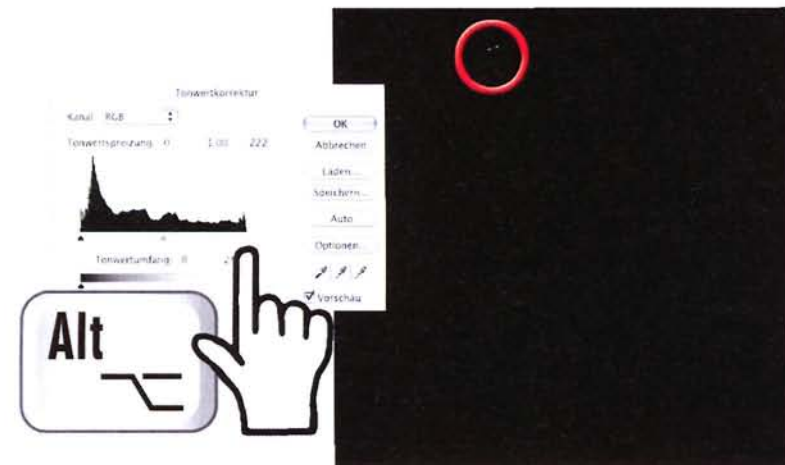 Tonwertkorrektur
Kanal: RGB
OK
Tonwertspreizung: 0 1.00 222
Abbrechen
Laden...
Speichern...
Auto
Optionen...
Tonwertumfang: 0
Vorschau
Alt